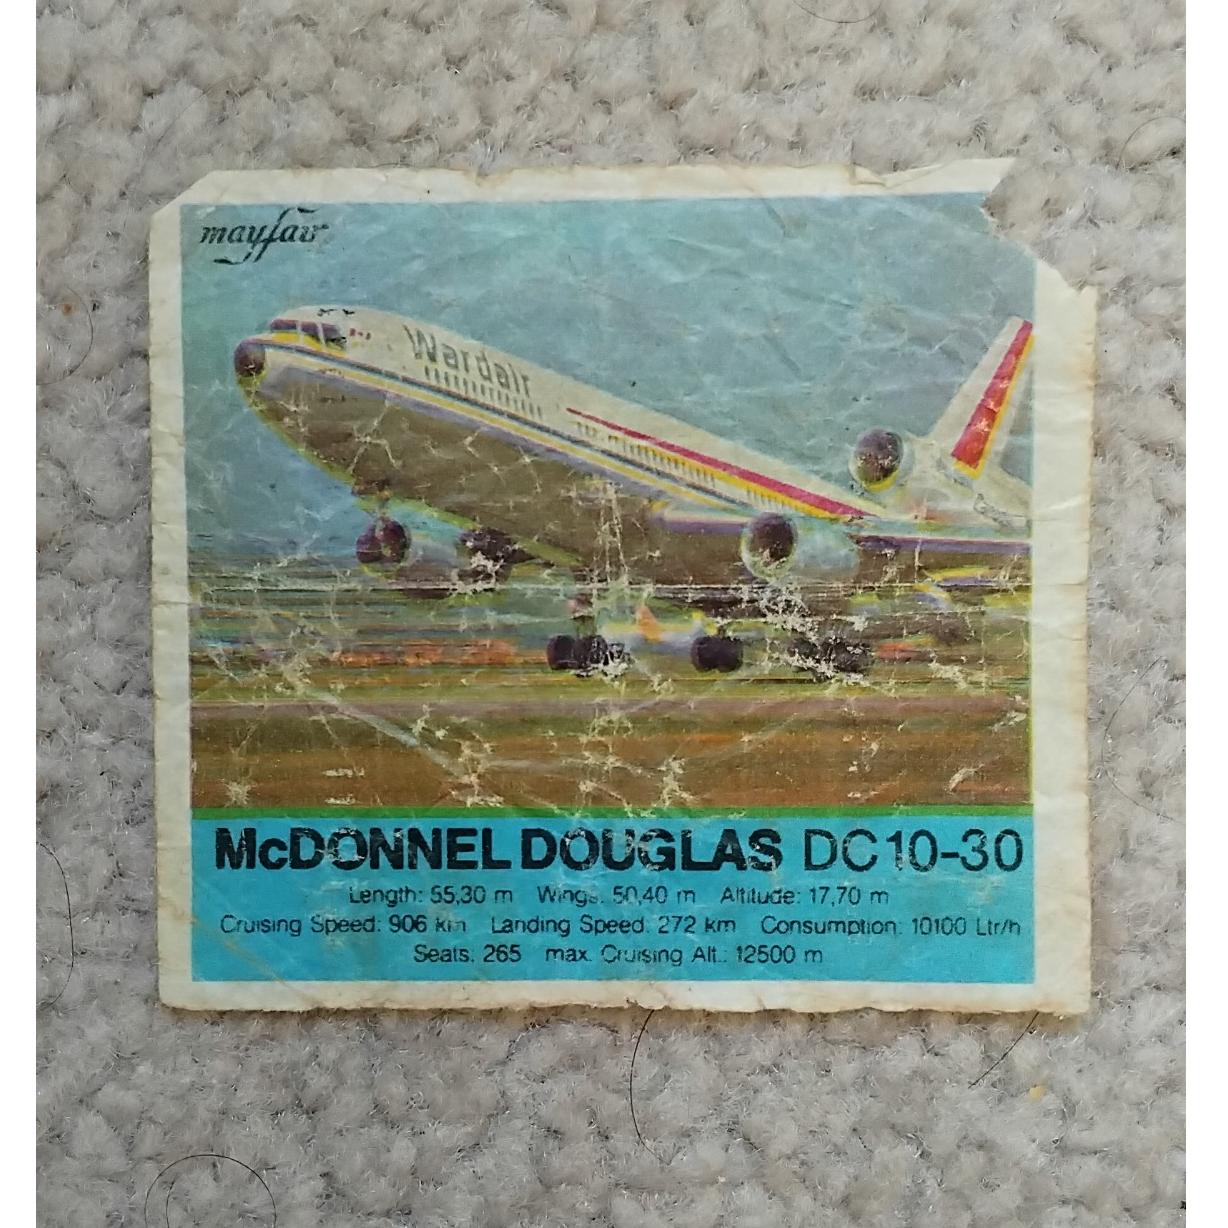 mayfair
Wardair
McDONNEL DOUGLAS DC10-30
Length: 55,30 m Wings: 50,40 m Altitude: 17,70 m
Cruising Speed: 906 km Landing Speed: 272 km Consumption: 10100 Ltr/h
Seats: 265 max. Cruising Alt.: 12500 m